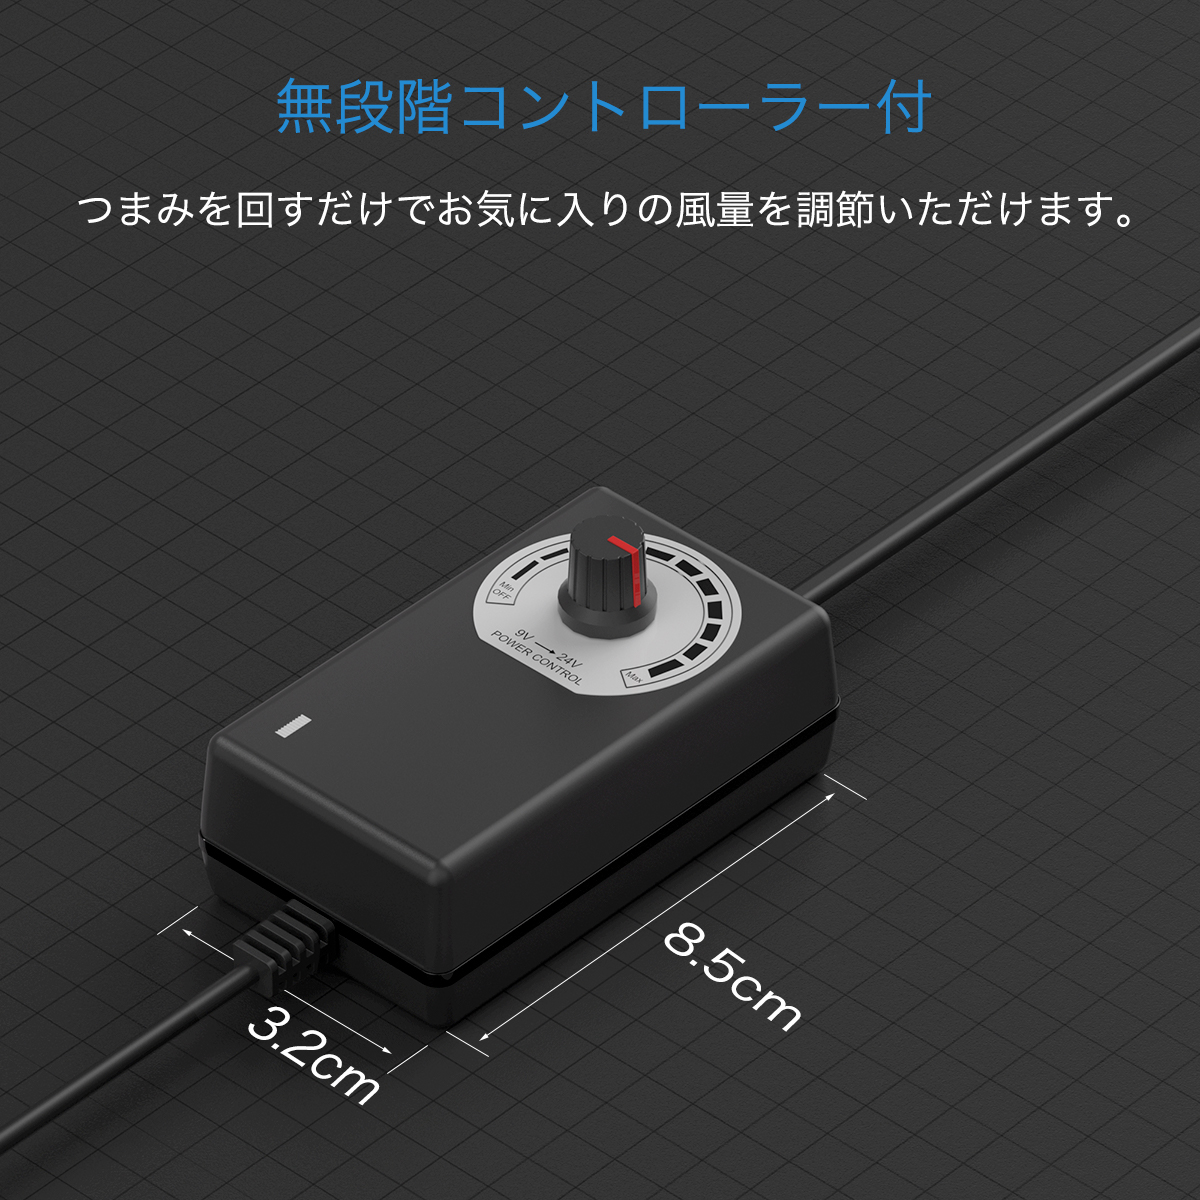 無段階コントローラー付
つまみを回すだけでお気に入りの風量を調節いただけます。
Min
OFF
9V → 24V
POWER CONTROL
Max
8.5cm
3.2cm